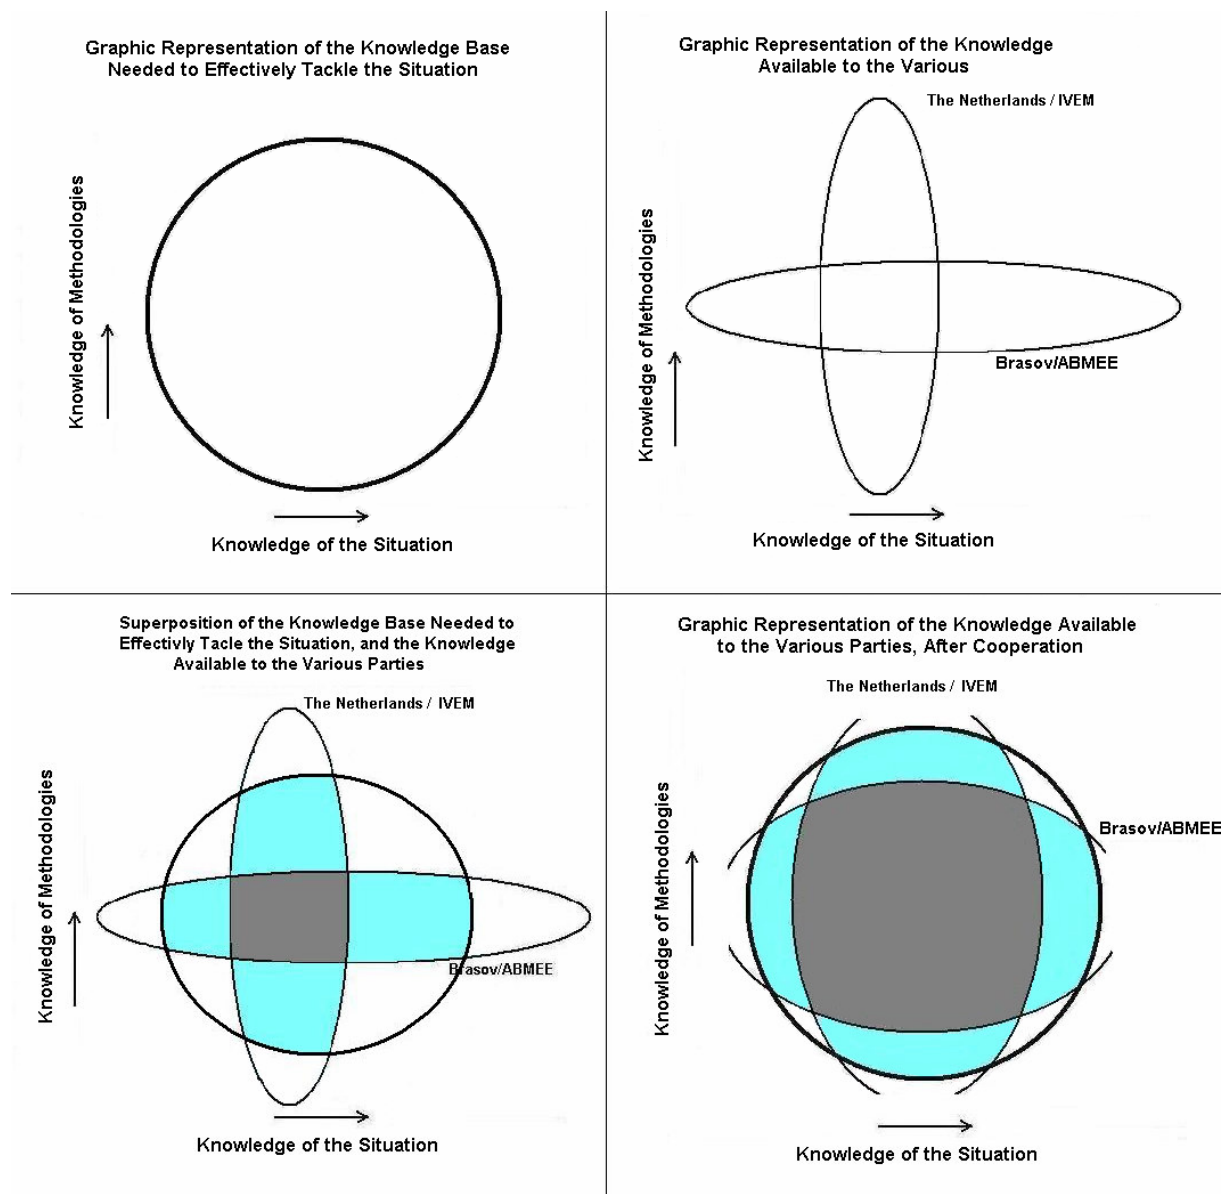 Graphic Representation of the Knowledge Base
Needed to Effectively Tackle the Situation
Knowledge of Methodologies
Knowledge of the Situation
Graphic Representation of the Knowledge
Available to the Various
The Netherlands / IVEM
Knowledge of Methodologies
Brasov/ABMEE
Knowledge of the Situation
Superposition of the Knowledge Base Needed to
Effectivly Tacle the Situation, and the Knowledge
Available to the Various Parties
The Netherlands / IVEM
Knowledge of Methodologies
Brasov/ABMEE
Knowledge of the Situation
Graphic Representation of the Knowledge Available
to the Various Parties, After Cooperation
The Netherlands / IVEM
Brasov/ABMEE
Knowledge of Methodologies
Knowledge of the Situation